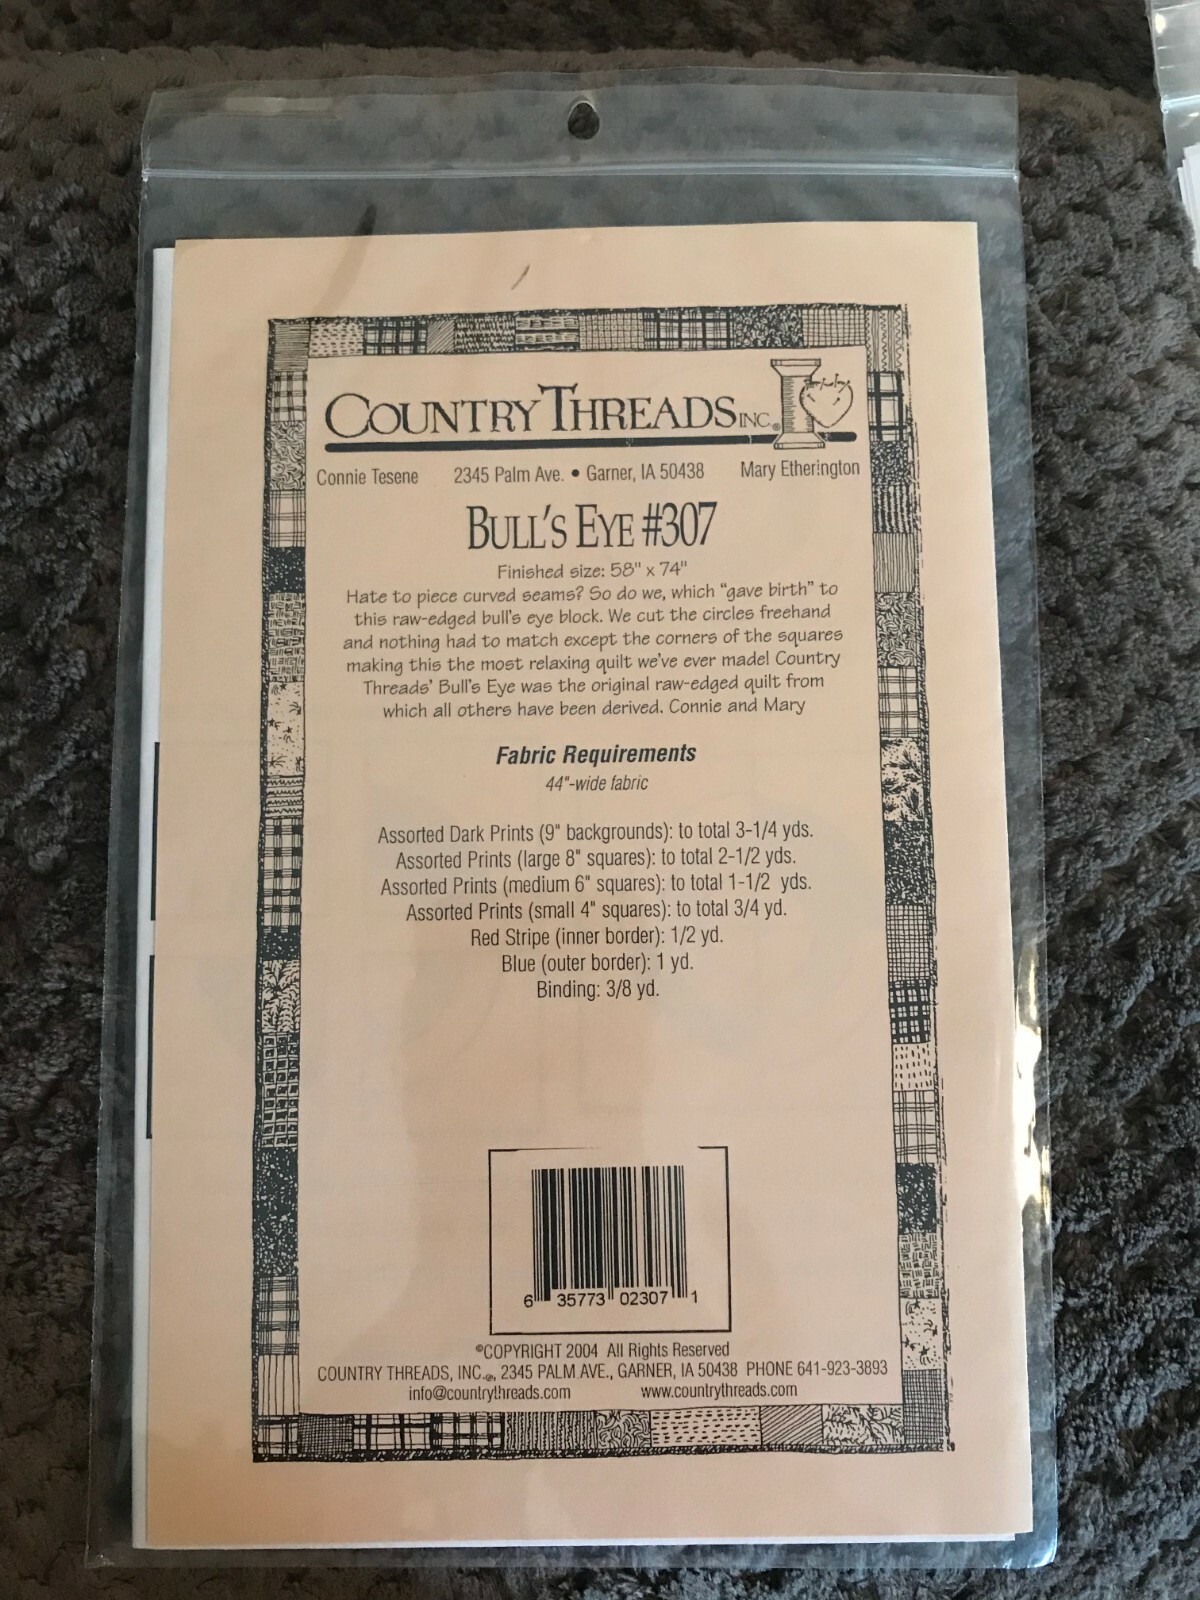 COUNTRY THREADS INC.®
Connie Tesene 2345 Palm Ave. • Garner, IA 50438 Mary Etherington
BULL'S EYE #307
Finished size: 58" x 74"
Hate to piece curved seams? So do we, which "gave birth" to
this raw-edged bull's eye block. We cut the circles freehand
and nothing had to match except the corners of the squares
making this the most relaxing quilt we've ever made! Country
Threads' Bull's Eye was the original raw-edged quilt from
which all others have been derived. Connie and Mary
Fabric Requirements
44"-wide fabric
Assorted Dark Prints (9" backgrounds): to total 3-1/4 yds.
Assorted Prints (large 8" squares): to total 2-1/2 yds.
Assorted Prints (medium 6" squares): to total 1-1/2 yds.
Assorted Prints (small 4" squares): to total 3/4 yd.
Red Stripe (inner border): 1/2 yd.
Blue (outer border): 1 yd.
Binding: 3/8 yd.
6 35773 02307 1
©COPYRIGHT 2004 All Rights Reserved
COUNTRY THREADS, INC.®, 2345 PALM AVE., GARNER, IA 50438 PHONE 641-923-3893
info@countrythreads.com www.countrythreads.com